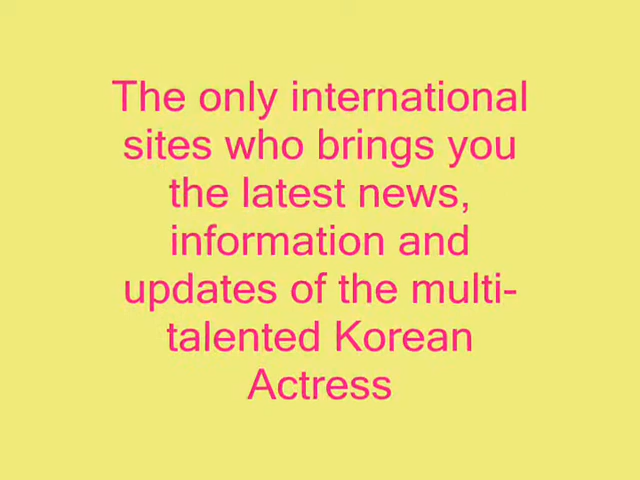 The only international
sites who brings you
the latest news,
information and
updates of the multi-
talented Korean
Actress